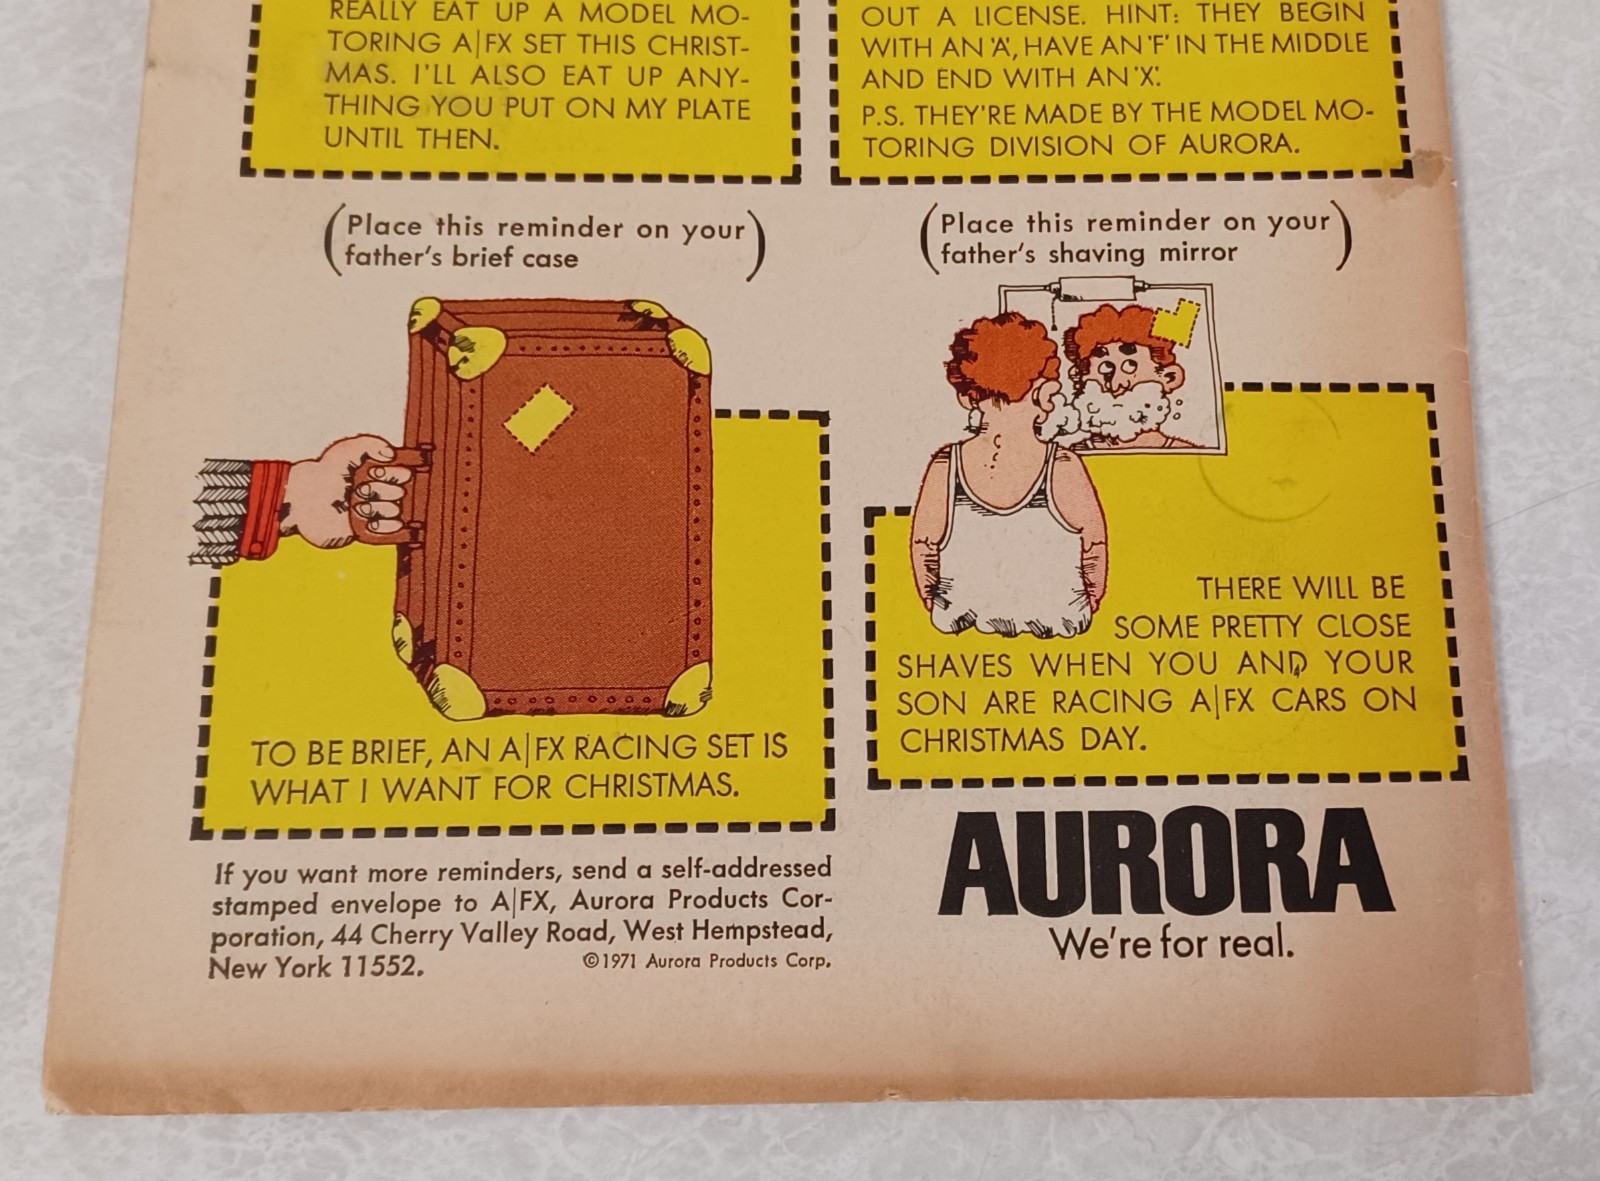 REALLY EAT UP A MODEL MO-
TORING A|FX SET THIS CHRIST-
MAS. I'LL ALSO EAT UP ANY-
THING YOU PUT ON MY PLATE
UNTIL THEN.
OUT A LICENSE. HINT: THEY BEGIN
WITH AN 'A', HAVE AN 'F' IN THE MIDDLE
AND END WITH AN 'X'.
P.S. THEY'RE MADE BY THE MODEL MO-
TORING DIVISION OF AURORA.
(Place this reminder on your
father's brief case)
TO BE BRIEF, AN A|FX RACING SET IS
WHAT I WANT FOR CHRISTMAS.
(Place this reminder on your
father's shaving mirror)
THERE WILL BE
SOME PRETTY CLOSE
SHAVES WHEN YOU AND YOUR
SON ARE RACING A|FX CARS ON
CHRISTMAS DAY.
If you want more reminders, send a self-addressed
stamped envelope to A|FX, Aurora Products Cor-
poration, 44 Cherry Valley Road, West Hempstead,
New York 11552.
©1971 Aurora Products Corp.
AURORA
We're for real.